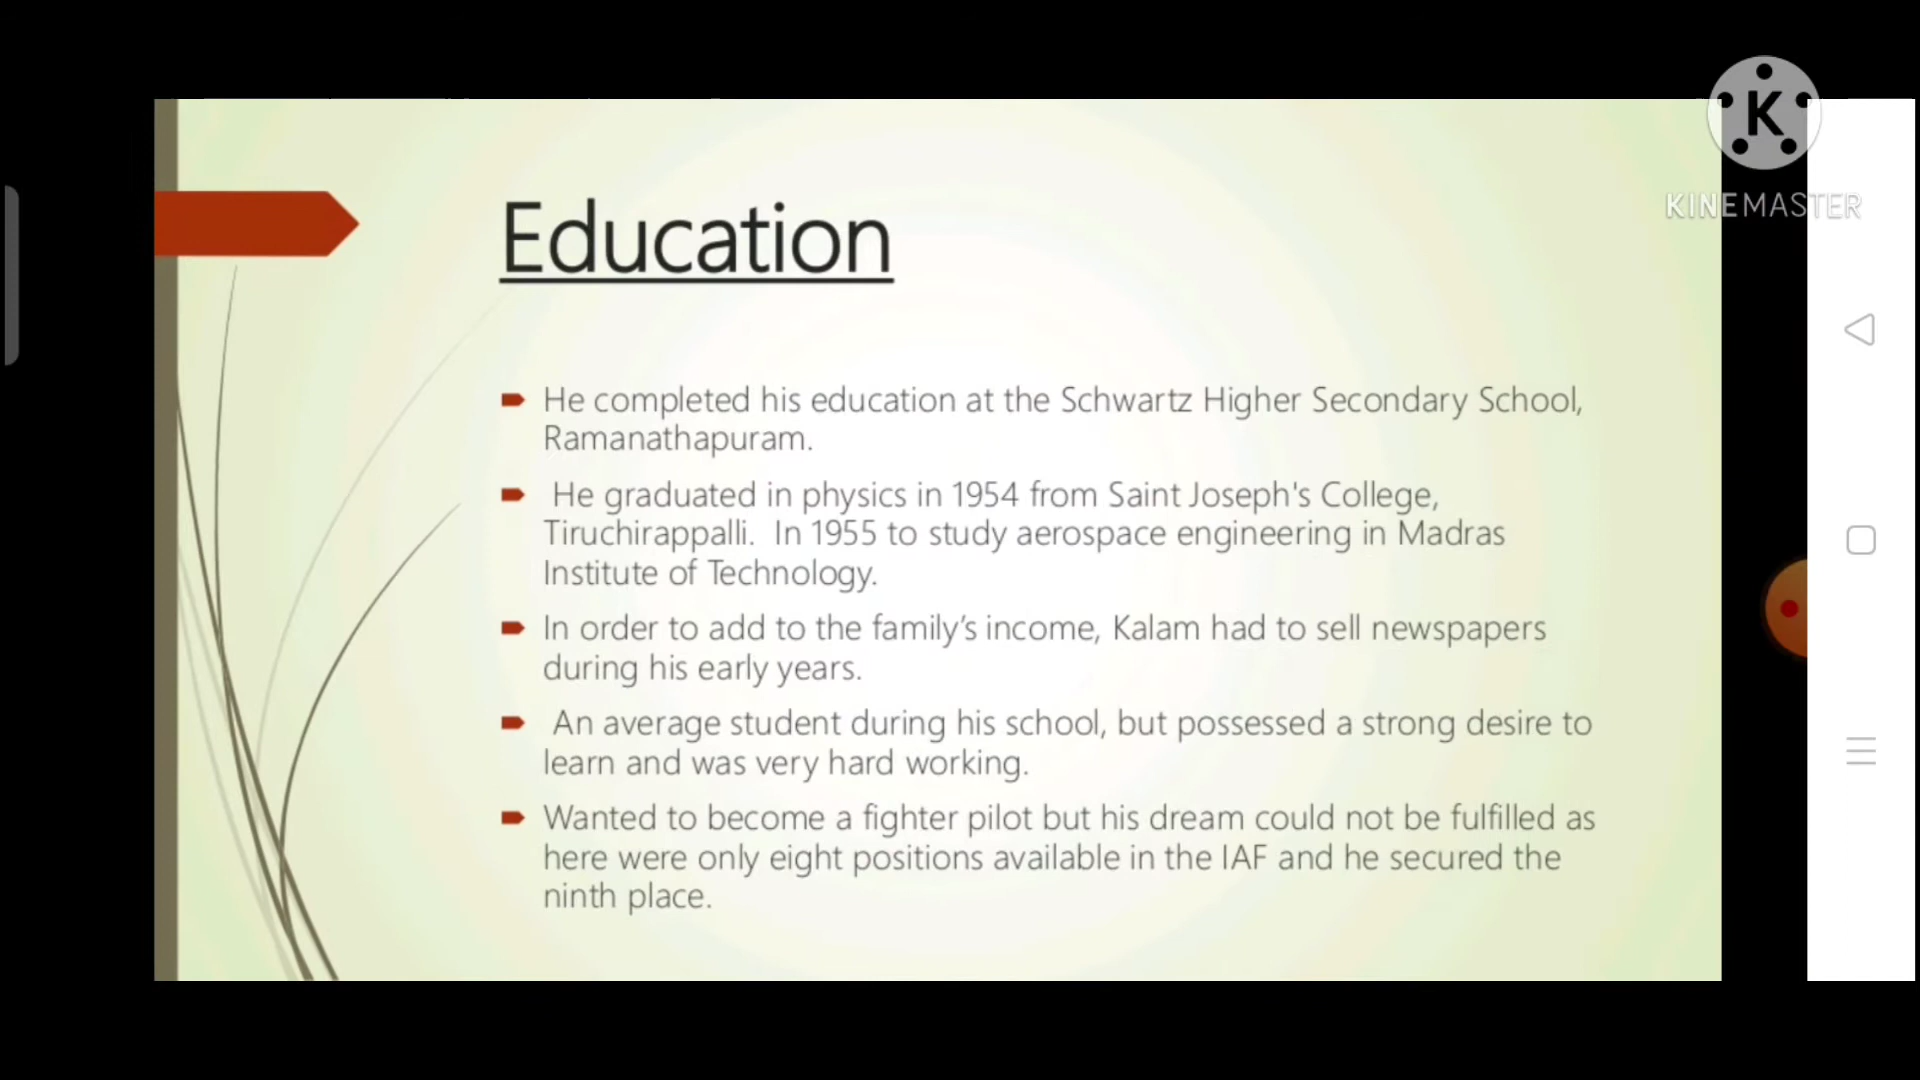 K
KINEMASTER
Education
He completed his education at the Schwartz Higher Secondary School,
Ramanathapuram.
He graduated in physics in 1954 from Saint Joseph's College,
Tiruchirappalli. In 1955 to study aerospace engineering in Madras
Institute of Technology.
In order to add to the family’s income, Kalam had to sell newspapers
during his early years.
An average student during his school, but possessed a strong desire to
learn and was very hard working.
Wanted to become a fighter pilot but his dream could not be fulfilled as
here were only eight positions available in the IAF and he secured the
ninth place.